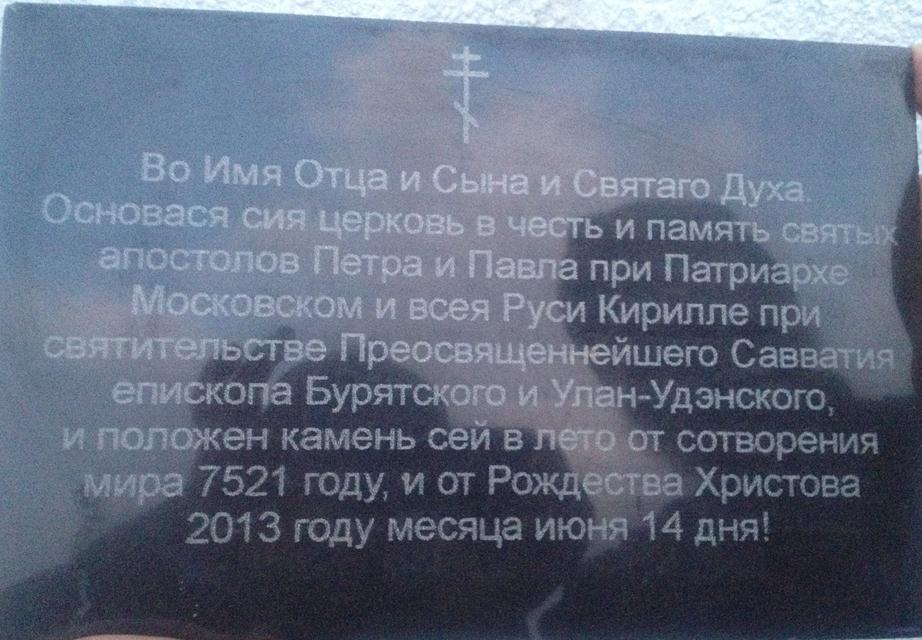 Во Имя Отца и Сына и Святаго Духа.
Основася сия церковь в честь и память святых
апостолов Петра и Павла при Патриархе
Московском и всея Руси Кирилле при
святительстве Преосвященнейшего Савватия
епископа Бурятского и Улан-Удэнского,
и положен камень сей в лето от сотворения
мира 7521 году, и от Рождества Христова
2013 году месяца июня 14 дня!